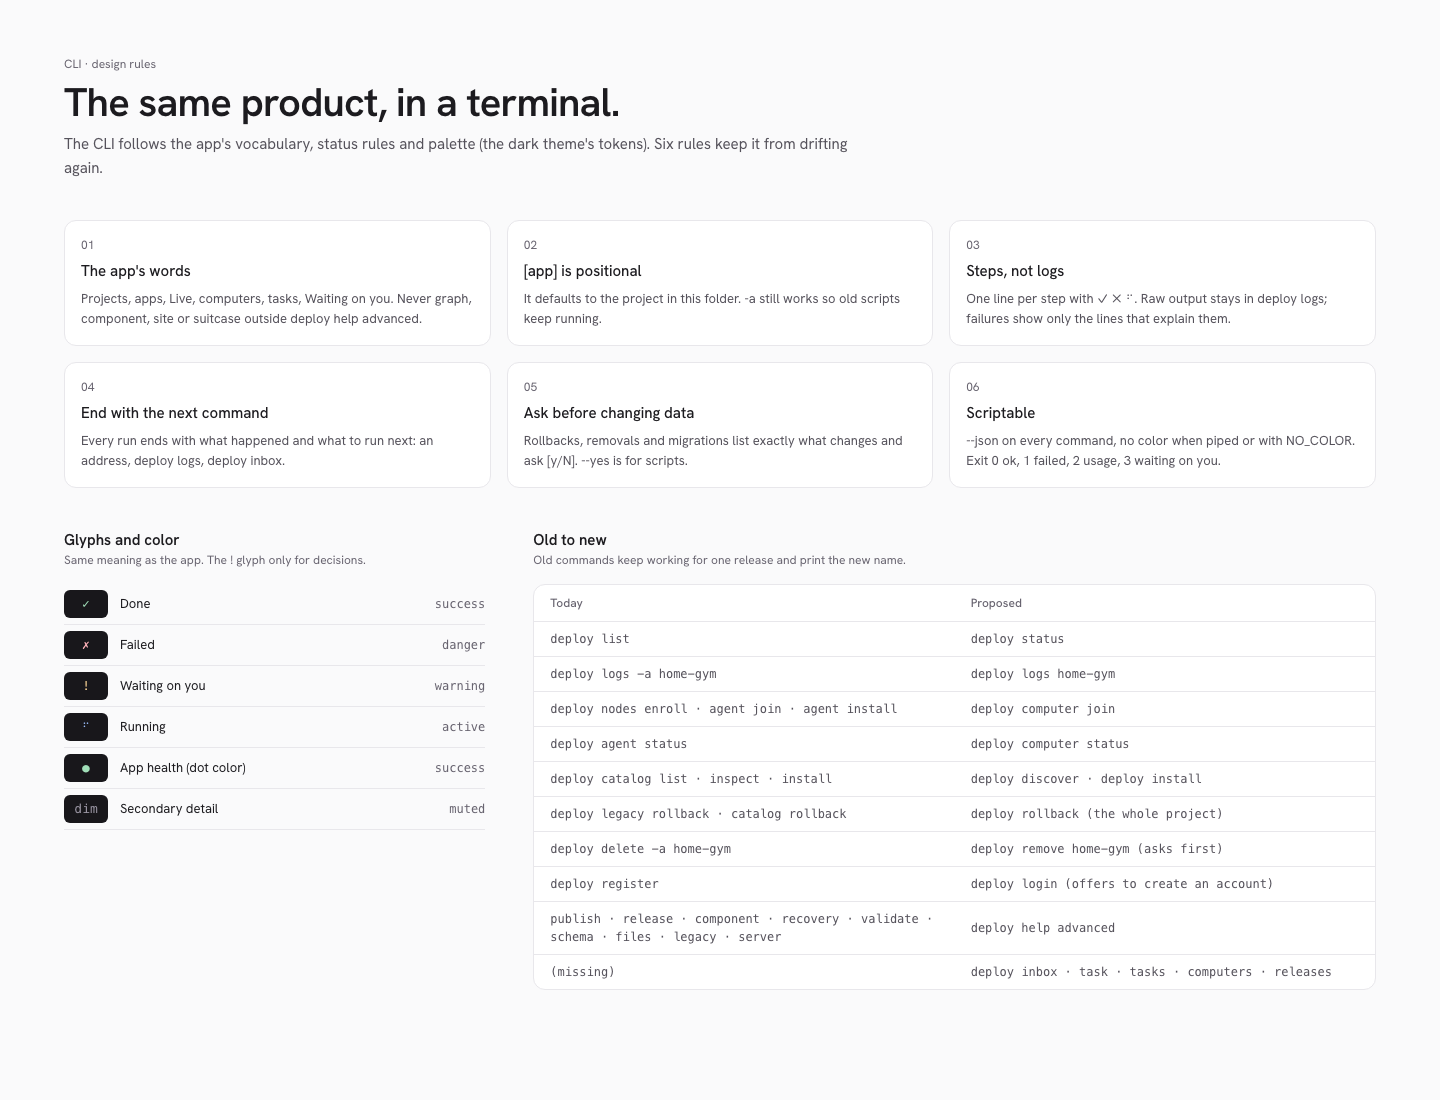 CLI · design rules
The same product, in a terminal.
The CLI follows the app's vocabulary, status rules and palette (the dark theme's tokens). Six rules keep it from drifting
again.
01
The app's words
Projects, apps, Live, computers, tasks, Waiting on you. Never graph,
component, site or suitcase outside deploy help advanced.
02
[app] is positional
It defaults to the project in this folder. -a still works so old scripts
keep running.
03
Steps, not logs
One line per step with ✓ ✕ ⠋. Raw output stays in deploy logs;
failures show only the lines that explain them.
04
End with the next command
Every run ends with what happened and what to run next: an
address, deploy logs, deploy inbox.
05
Ask before changing data
Rollbacks, removals and migrations list exactly what changes and
ask [y/N]. --yes is for scripts.
06
Scriptable
--json on every command, no color when piped or with NO_COLOR.
Exit 0 ok, 1 failed, 2 usage, 3 waiting on you.
Glyphs and color
Same meaning as the app. The ! glyph only for decisions.
✓ Done success
✗ Failed danger
! Waiting on you warning
⠋ Running active
● App health (dot color) success
dim Secondary detail muted
Old to new
Old commands keep working for one release and print the new name.
Today Proposed
deploy list deploy status
deploy logs -a home-gym deploy logs home-gym
deploy nodes enroll · agent join · agent install deploy computer join
deploy agent status deploy computer status
deploy catalog list · inspect · install deploy discover · deploy install
deploy legacy rollback · catalog rollback deploy rollback (the whole project)
deploy delete -a home-gym deploy remove home-gym (asks first)
deploy register deploy login (offers to create an account)
publish · release · component · recovery · validate ·
schema · files · legacy · server
deploy help advanced
(missing) deploy inbox · task · tasks · computers · releases